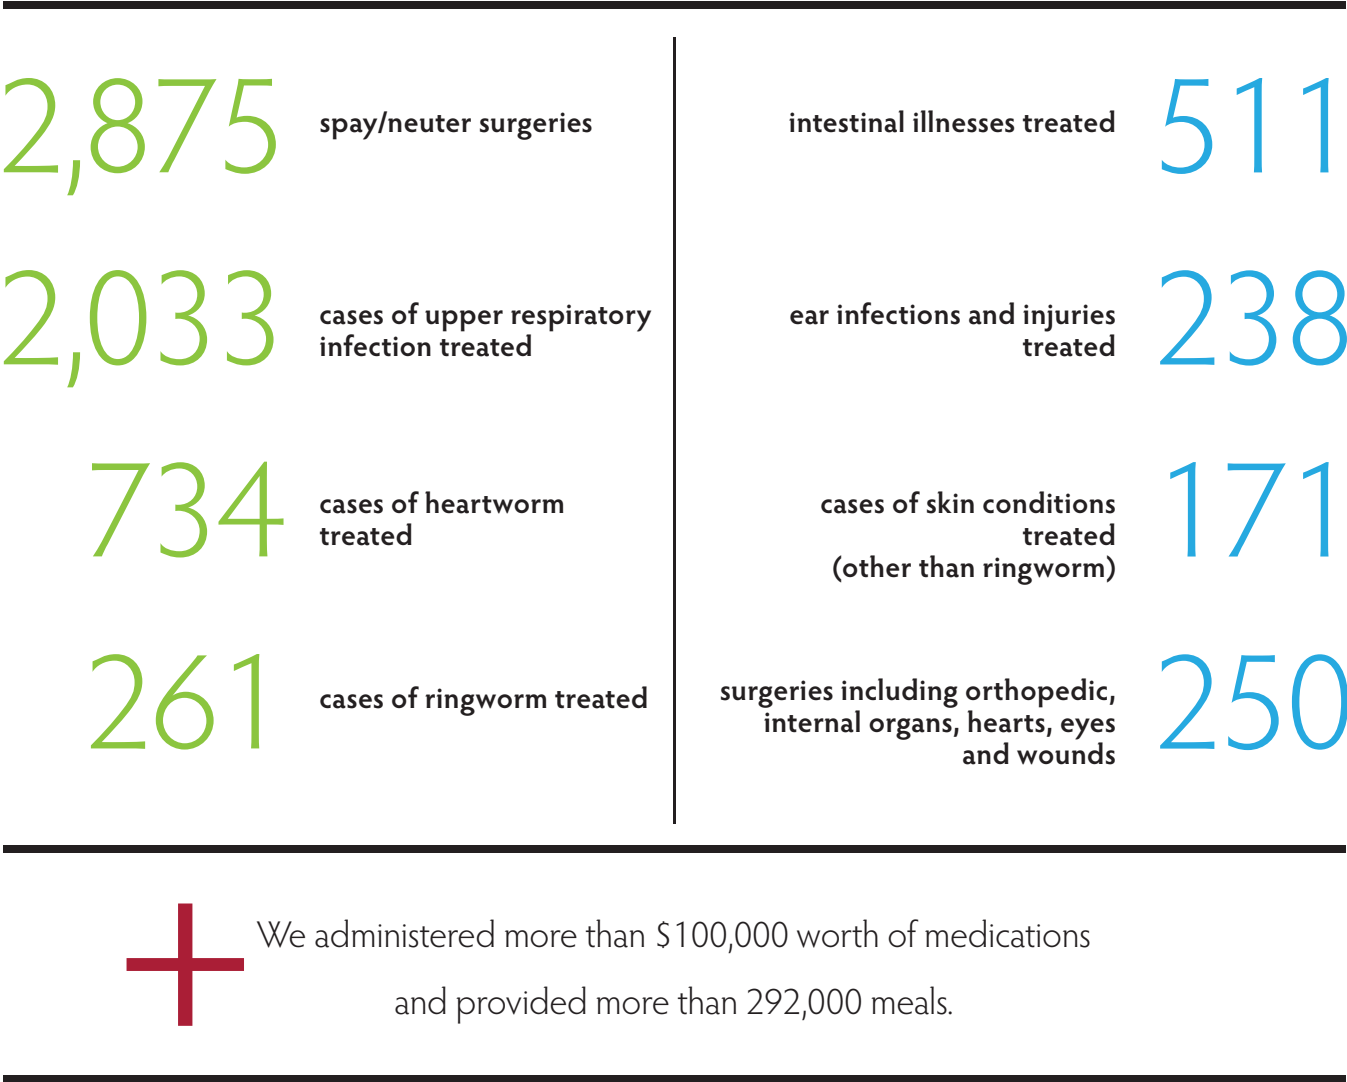 2,875
spay/neuter surgeries
2,033
cases of upper respiratory
infection treated
734
cases of heartworm
treated
261
cases of ringworm treated
intestinal illnesses treated
511
ear infections and injuries
treated
238
cases of skin conditions
treated
(other than ringworm)
171
surgeries including orthopedic,
internal organs, hearts, eyes
and wounds
250
We administered more than $100,000 worth of medications
and provided more than 292,000 meals.